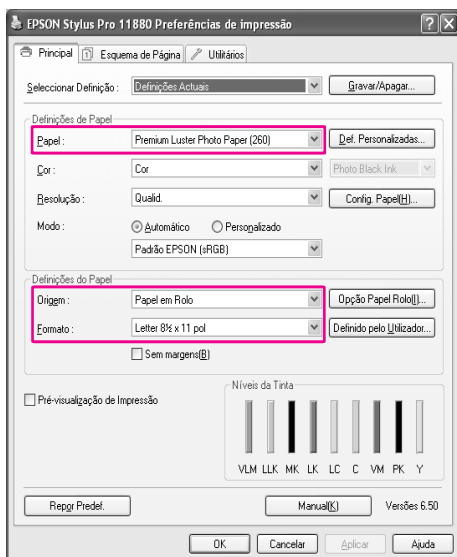 EPSON Stylus Pro 11880 Preferências de impressão
Principal Esquema de Página Utilitários
Seleccionar Definição : Definições Actuais Gravar/Apagar...
Definições de Papel
Papel : Premium Luster Photo Paper (260) Def. Personalizadas...
Cor : Cor Photo Black Ink
Resolução : Qualid. Config. Papel(H)...
Modo : Automático Personalizado
Padrão EPSON (sRGB)
Definições do Papel
Origem : Papel em Rolo Opção Papel Rolo(I)...
Formato : Letter 8½ x 11 pol Definido pelo Utilizador...
Sem margens(B)
Pré-visualização de Impressão
Níveis da Tinta
VLM LLK MK LK LC C VM PK Y
Repor Predef. Manual(K) Versões 6.50
OK Cancelar Aplicar Ajuda